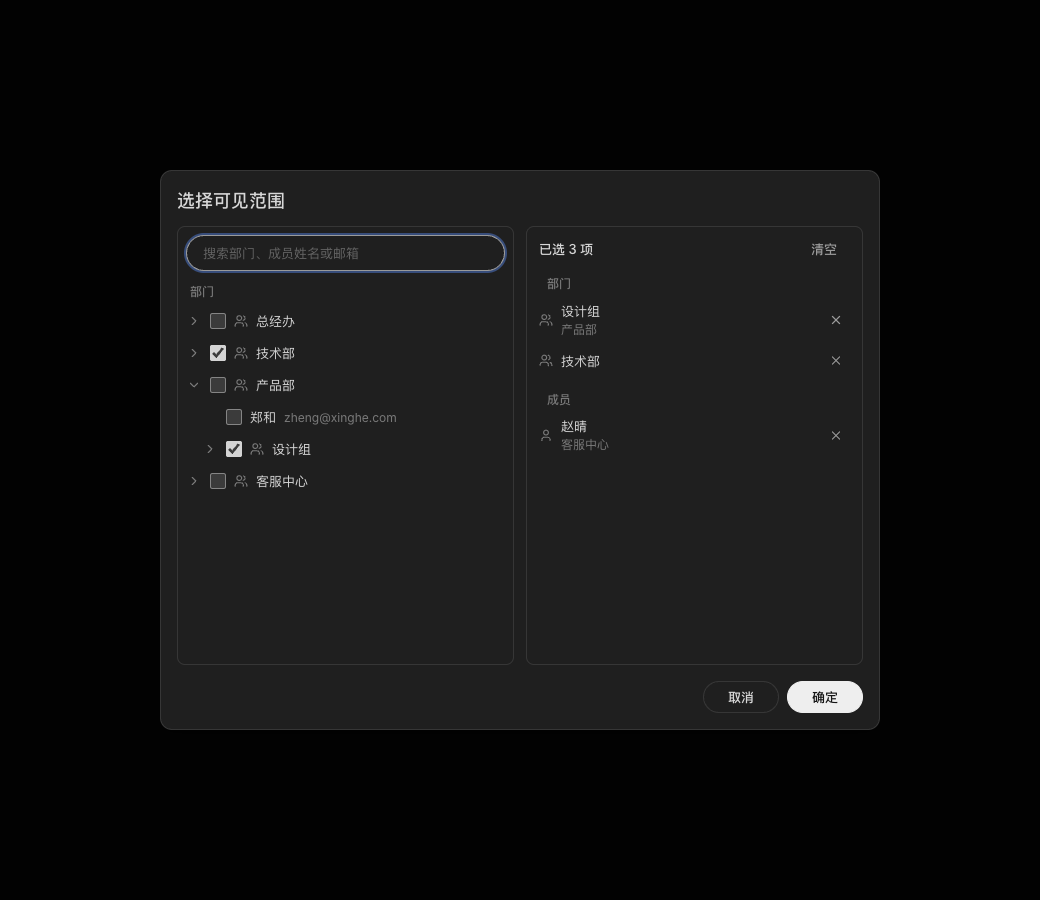 选择可见范围
搜索部门、成员姓名或邮箱
部门
总经办
技术部
产品部
郑和 zheng@xinghe.com
设计组
客服中心
已选 3 项 清空
部门
设计组
产品部
技术部
成员
赵晴
客服中心
取消 确定